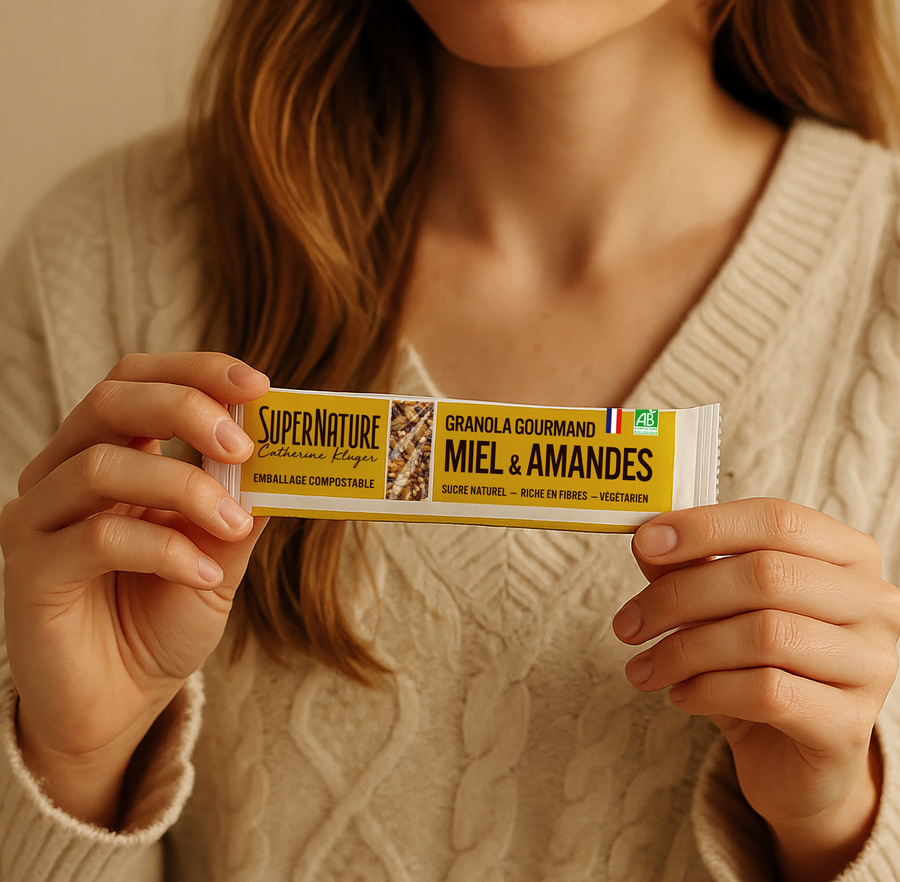 SUPERNATURE
Catherine Kluger
EMBALLAGE COMPOSTABLE
GRANOLA GOURMAND
MIEL & AMANDES
SUCRE NATUREL – RICHE EN FIBRES – VÉGÉTARIEN
AB